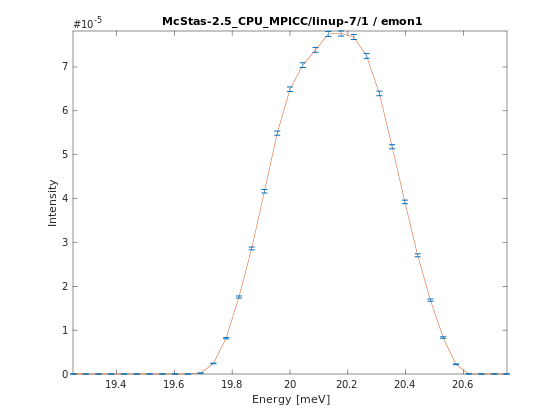 McStas-2.5_CPU_MPICC/linup-7/1 / emon1
#10-5
7
6
5
4
3
2
1
0
Intensity
19.4 19.6 19.8 20 20.2 20.4 20.6
Energy [meV]